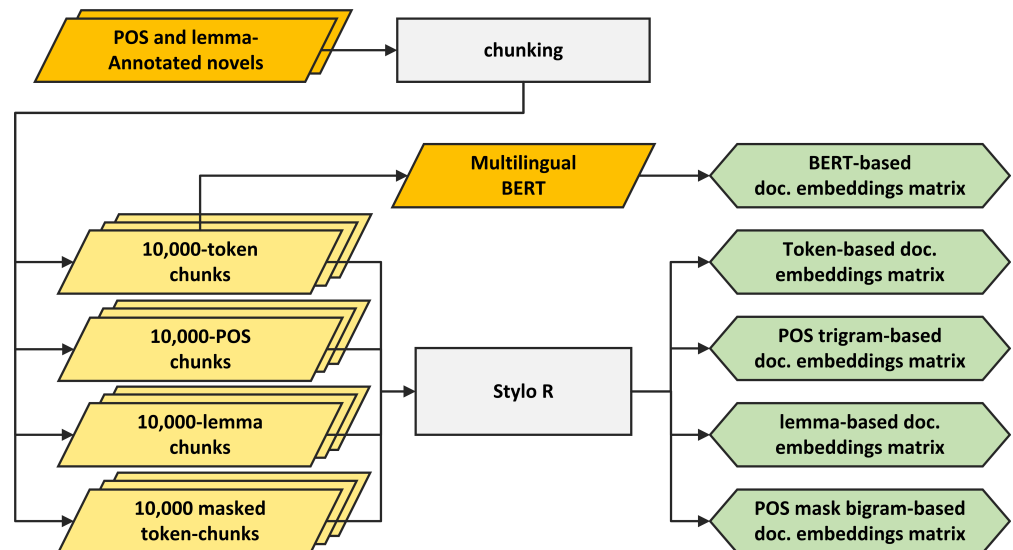 POS and lemma-
Annotated novels
chunking
Multilingual
BERT
BERT-based
doc. embeddings matrix
10,000-token
chunks
Token-based doc.
embeddings matrix
10,000-POS
chunks
POS trigram-based
doc. embeddings matrix
Stylo R
10,000-lemma
chunks
lemma-based doc.
embeddings matrix
10,000 masked
token-chunks
POS mask bigram-based
doc. embeddings matrix